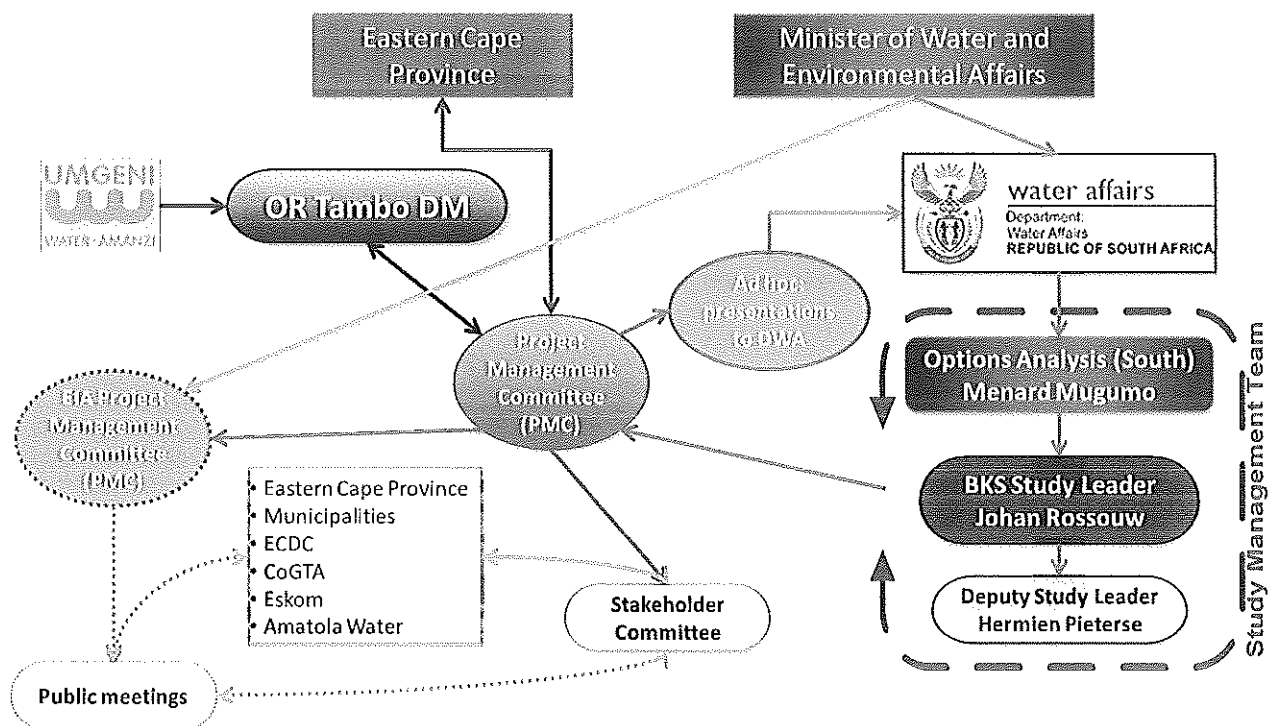 Eastern Cape
Province
Minister of Water and
Environmental Affairs
UMGENI
WATER · AMANZI
OR Tambo DM
water affairs
Department:
Water Affairs
REPUBLIC OF SOUTH AFRICA
Ad hoc
presentations
to DWA
Project
Management
Committee
(PMC)
Options Analysis (South)
Menard Mugumo
EIA Project
Management
Committee
(PMC)
BKS Study Leader
Johan Rossouw
• Eastern Cape Province
• Municipalities
• ECDC
• CoGTA
• Eskom
• Amatola Water
Stakeholder
Committee
Deputy Study Leader
Hermien Pieterse
Study Management Team
Public meetings